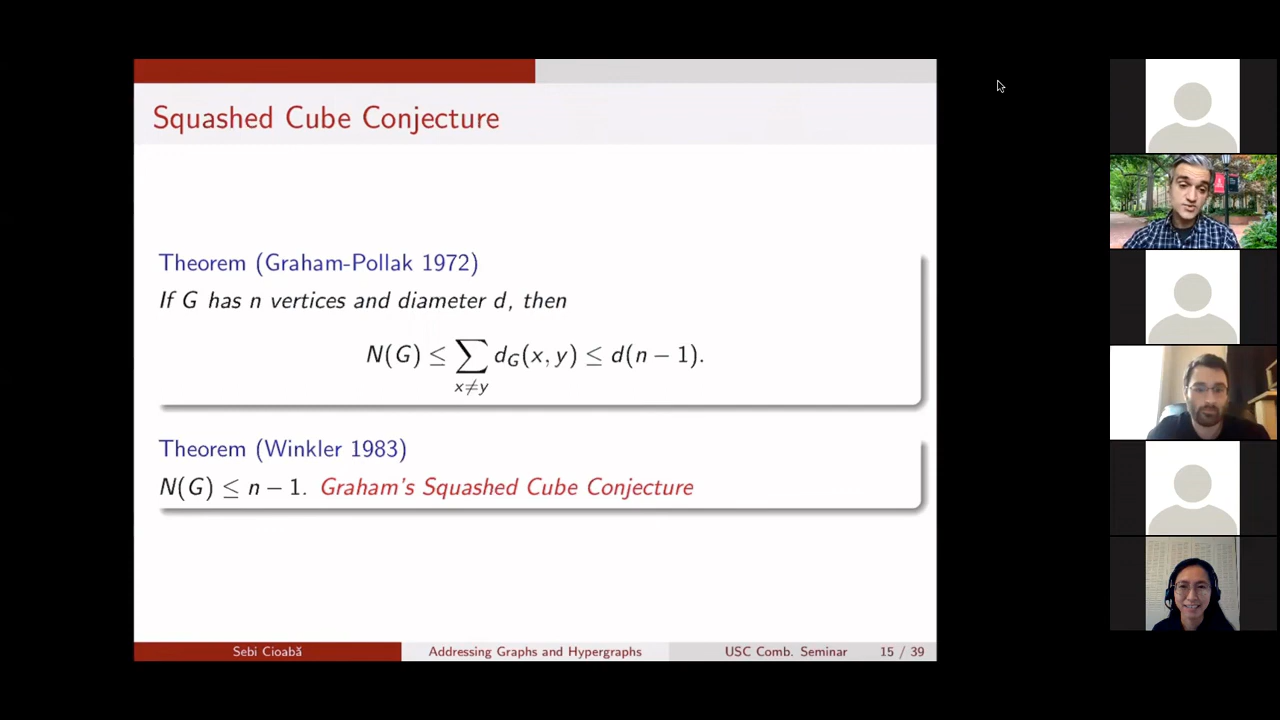 Squashed Cube Conjecture
Theorem (Graham-Pollak 1972)
If G has n vertices and diameter d, then
N(G) ≤ ∑_{x≠y} d_G(x, y) ≤ d(n − 1).
Theorem (Winkler 1983)
N(G) ≤ n − 1. Graham's Squashed Cube Conjecture
Sebi Cioabă Addressing Graphs and Hypergraphs USC Comb. Seminar 15 / 39